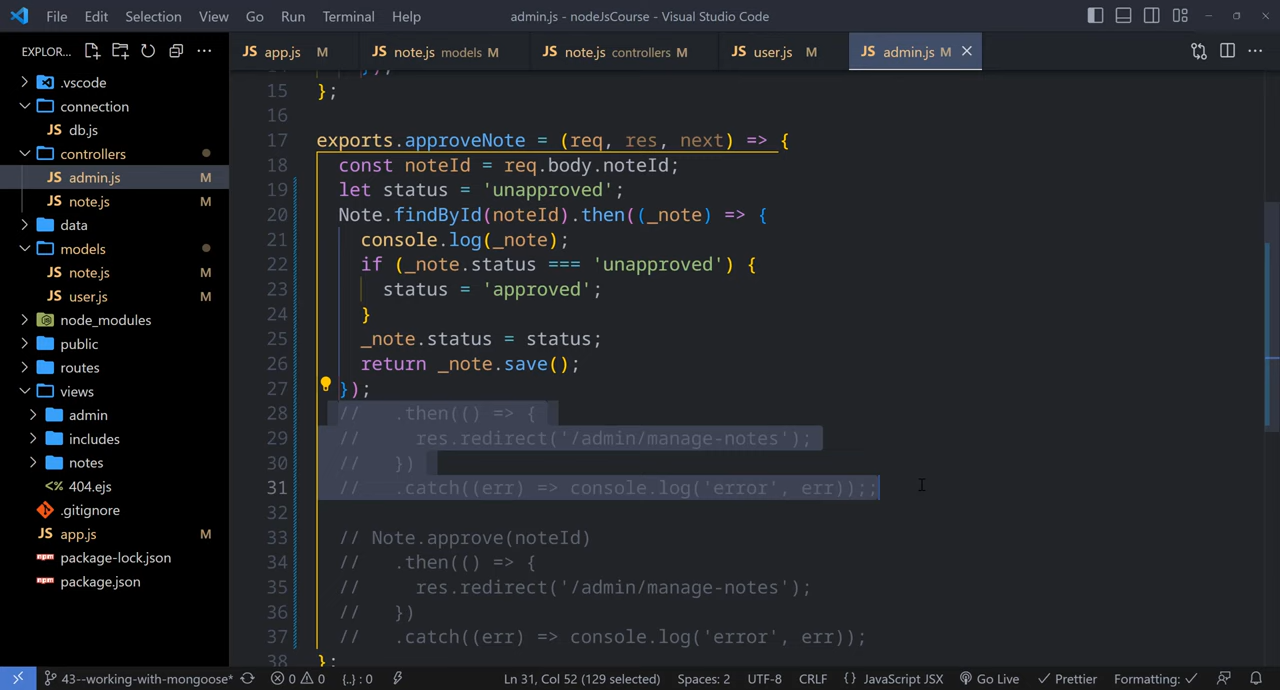 File Edit Selection View Go Run Terminal Help admin.js - nodeJsCourse - Visual Studio Code
EXPLOR... JS app.js M JS note.js models M JS note.js controllers M JS user.js M JS admin.js M
.vscode
connection
JS db.js
controllers
JS admin.js M
JS note.js M
data
models
JS note.js M
JS user.js M
node_modules
public
routes
views
admin
includes
notes
<% 404.ejs
.gitignore
JS app.js M
npm package-lock.json
npm package.json
15 };
16
17 exports.approveNote = (req, res, next) => {
18 const noteId = req.body.noteId;
19 let status = 'unapproved';
20 Note.findById(noteId).then((_note) => {
21 console.log(_note);
22 if (_note.status === 'unapproved') {
23 status = 'approved';
24 }
25 _note.status = status;
26 return _note.save();
27 });
28 // .then(() => {
29 // res.redirect('/admin/manage-notes');
30 // })
31 // .catch((err) => console.log('error', err));;
32
33 // Note.approve(noteId)
34 // .then(() => {
35 // res.redirect('/admin/manage-notes');
36 // })
37 // .catch((err) => console.log('error', err));
38 };
43--working-with-mongoose* 0 0 {..} : 0 Ln 31, Col 52 (129 selected) Spaces: 2 UTF-8 CRLF {} JavaScript JSX Go Live Prettier Formatting: